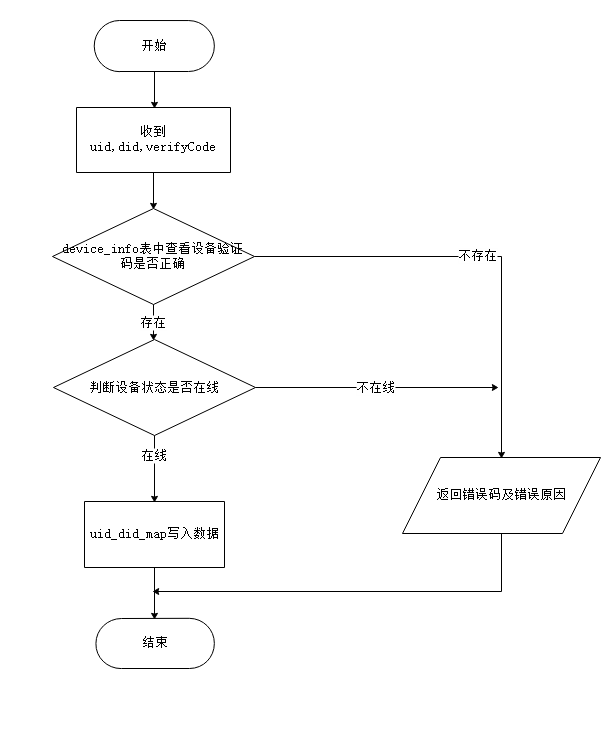 开始
收到
uid,did,verifyCode
device_info表中查看设备验证
码是否正确
不存在
存在
判断设备状态是否在线
不在线
在线
返回错误码及错误原因
uid_did_map写入数据
结束